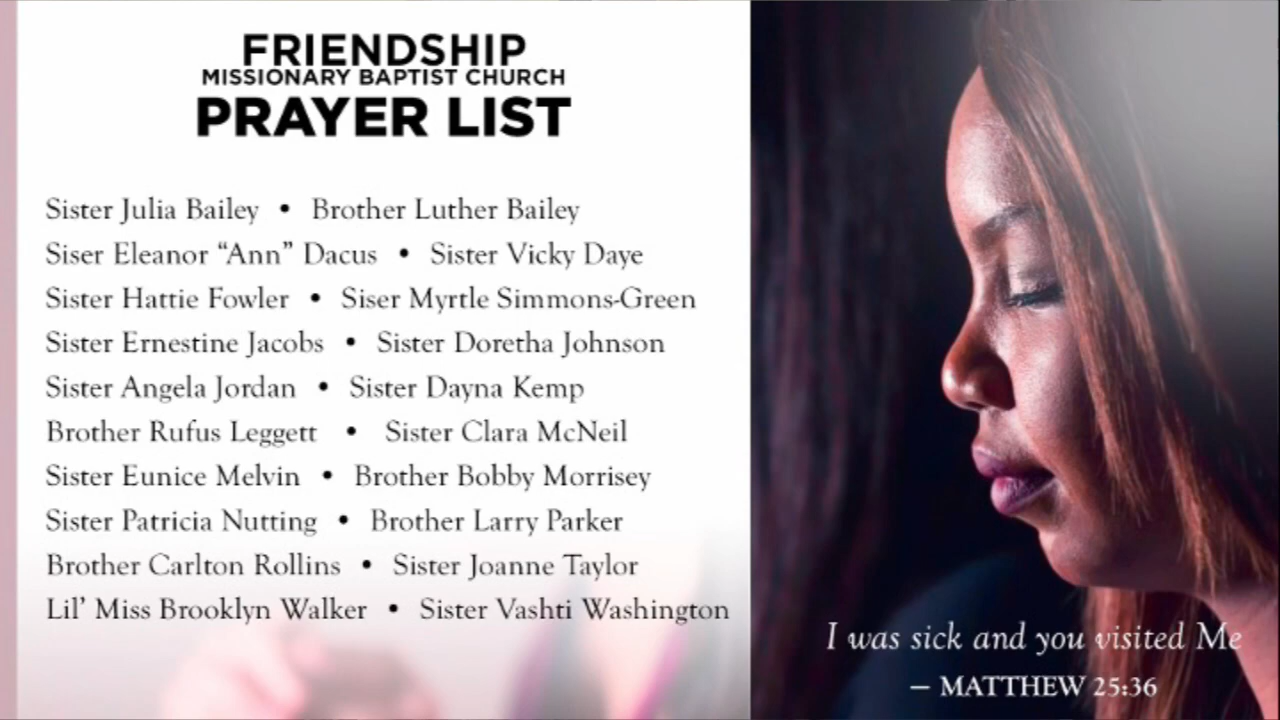 FRIENDSHIP
MISSIONARY BAPTIST CHURCH
PRAYER LIST
Sister Julia Bailey • Brother Luther Bailey
Siser Eleanor “Ann” Dacus • Sister Vicky Daye
Sister Hattie Fowler • Siser Myrtle Simmons-Green
Sister Ernestine Jacobs • Sister Doretha Johnson
Sister Angela Jordan • Sister Dayna Kemp
Brother Rufus Leggett • Sister Clara McNeil
Sister Eunice Melvin • Brother Bobby Morrisey
Sister Patricia Nutting • Brother Larry Parker
Brother Carlton Rollins • Sister Joanne Taylor
Lil’ Miss Brooklyn Walker • Sister Vashti Washington
I was sick and you visited Me
– MATTHEW 25:36